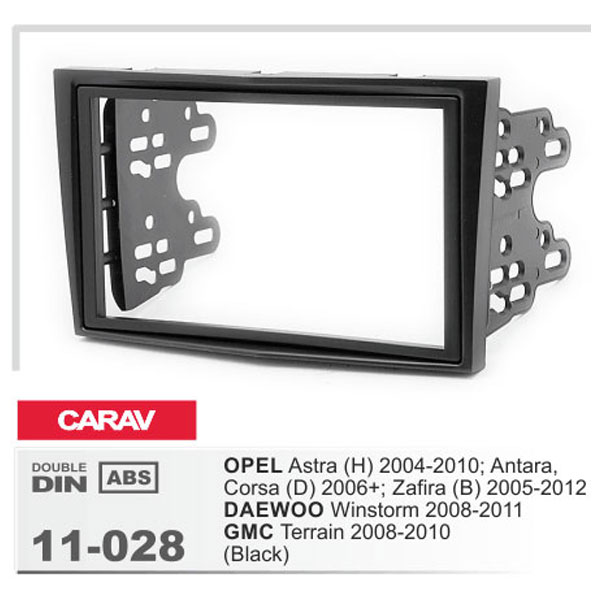 CARAV
DOUBLE
DIN ABS
11-028
OPEL Astra (H) 2004-2010; Antara,
Corsa (D) 2006+; Zafira (B) 2005-2012
DAEWOO Winstorm 2008-2011
GMC Terrain 2008-2010
(Black)